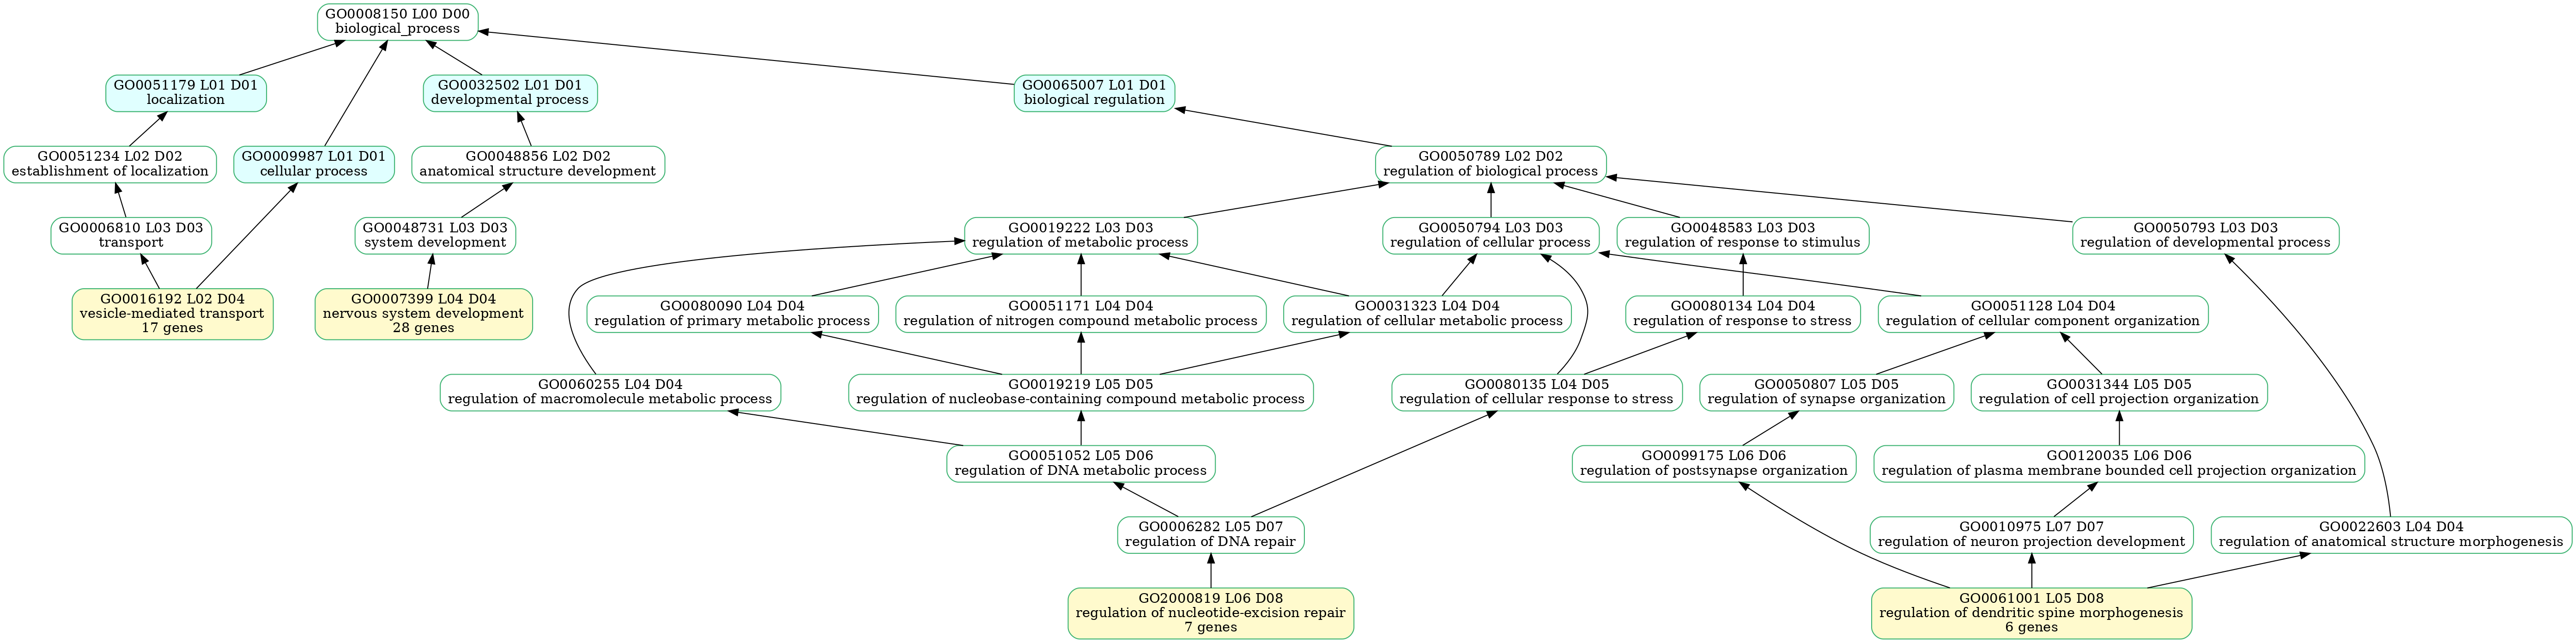 GO0008150 L00 D00
biological_process
GO0051179 L01 D01
localization
GO0032502 L01 D01
developmental process
GO0065007 L01 D01
biological regulation
GO0051234 L02 D02
establishment of localization
GO0009987 L01 D01
cellular process
GO0048856 L02 D02
anatomical structure development
GO0050789 L02 D02
regulation of biological process
GO0006810 L03 D03
transport
GO0048731 L03 D03
system development
GO0019222 L03 D03
regulation of metabolic process
GO0050794 L03 D03
regulation of cellular process
GO0048583 L03 D03
regulation of response to stimulus
GO0050793 L03 D03
regulation of developmental process
GO0016192 L02 D04
vesicle-mediated transport
17 genes
GO0007399 L04 D04
nervous system development
28 genes
GO0080090 L04 D04
regulation of primary metabolic process
GO0051171 L04 D04
regulation of nitrogen compound metabolic process
GO0031323 L04 D04
regulation of cellular metabolic process
GO0080134 L04 D04
regulation of response to stress
GO0051128 L04 D04
regulation of cellular component organization
GO0060255 L04 D04
regulation of macromolecule metabolic process
GO0019219 L05 D05
regulation of nucleobase-containing compound metabolic process
GO0080135 L04 D05
regulation of cellular response to stress
GO0050807 L05 D05
regulation of synapse organization
GO0031344 L05 D05
regulation of cell projection organization
GO0051052 L05 D06
regulation of DNA metabolic process
GO0099175 L06 D06
regulation of postsynapse organization
GO0120035 L06 D06
regulation of plasma membrane bounded cell projection organization
GO0006282 L05 D07
regulation of DNA repair
GO0010975 L07 D07
regulation of neuron projection development
GO0022603 L04 D04
regulation of anatomical structure morphogenesis
GO2000819 L06 D08
regulation of nucleotide-excision repair
7 genes
GO0061001 L05 D08
regulation of dendritic spine morphogenesis
6 genes